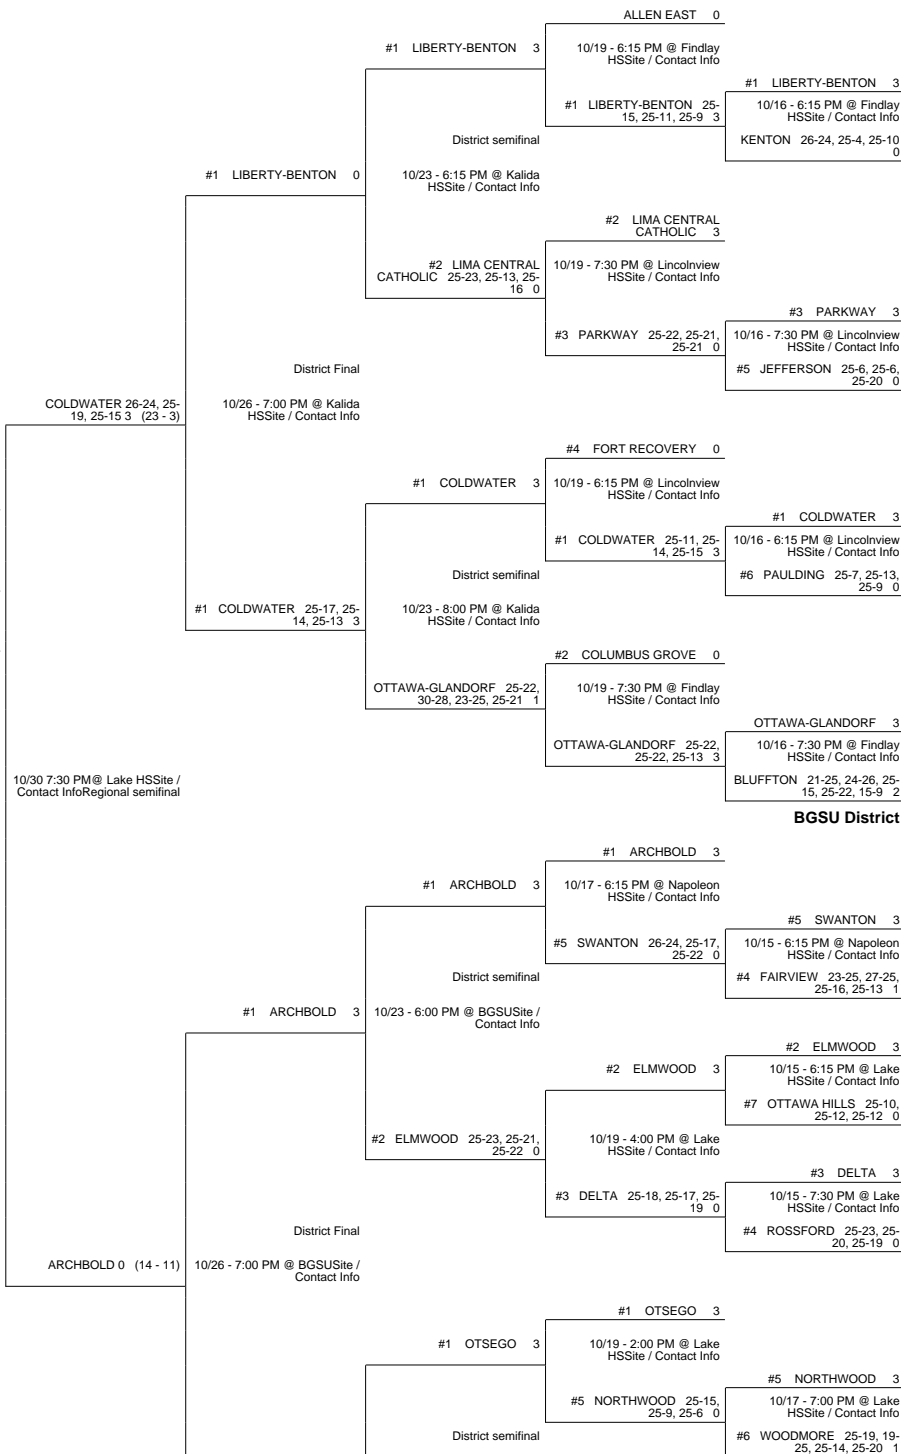 ALLEN EAST 0
#1 LIBERTY-BENTON 3
10/19 - 6:15 PM @ Findlay
HSSite / Contact Info
#1 LIBERTY-BENTON 3
#1 LIBERTY-BENTON 25-
15, 25-11, 25-9 3
10/16 - 6:15 PM @ Findlay
HSSite / Contact Info
District semifinal
KENTON 26-24, 25-4, 25-10
0
#1 LIBERTY-BENTON 0
10/23 - 6:15 PM @ Kalida
HSSite / Contact Info
#2 LIMA CENTRAL
CATHOLIC 3
#2 LIMA CENTRAL
CATHOLIC 25-23, 25-13, 25-
16 0
10/19 - 7:30 PM @ Lincolnview
HSSite / Contact Info
#3 PARKWAY 3
#3 PARKWAY 25-22, 25-21,
25-21 0
10/16 - 7:30 PM @ Lincolnview
HSSite / Contact Info
District Final
#5 JEFFERSON 25-6, 25-6,
25-20 0
COLDWATER 26-24, 25-
19, 25-15 3 (23 - 3)
10/26 - 7:00 PM @ Kalida
HSSite / Contact Info
#4 FORT RECOVERY 0
#1 COLDWATER 3
10/19 - 6:15 PM @ Lincolnview
HSSite / Contact Info
#1 COLDWATER 3
#1 COLDWATER 25-11, 25-
14, 25-15 3
10/16 - 6:15 PM @ Lincolnview
HSSite / Contact Info
District semifinal
#6 PAULDING 25-7, 25-13,
25-9 0
#1 COLDWATER 25-17, 25-
14, 25-13 3
10/23 - 8:00 PM @ Kalida
HSSite / Contact Info
#2 COLUMBUS GROVE 0
OTTAWA-GLANDORF 25-22,
30-28, 23-25, 25-21 1
10/19 - 7:30 PM @ Findlay
HSSite / Contact Info
OTTAWA-GLANDORF 3
OTTAWA-GLANDORF 25-22,
25-22, 25-13 3
10/16 - 7:30 PM @ Findlay
HSSite / Contact Info
10/30 7:30 PM@ Lake HSSite /
Contact InfoRegional semifinal
BLUFFTON 21-25, 24-26, 25-
15, 25-22, 15-9 2
BGSU District
#1 ARCHBOLD 3
#1 ARCHBOLD 3
10/17 - 6:15 PM @ Napoleon
HSSite / Contact Info
#5 SWANTON 3
#5 SWANTON 26-24, 25-17,
25-22 0
10/15 - 6:15 PM @ Napoleon
HSSite / Contact Info
District semifinal
#4 FAIRVIEW 23-25, 27-25,
25-16, 25-13 1
#1 ARCHBOLD 3
10/23 - 6:00 PM @ BGSUSite /
Contact Info
#2 ELMWOOD 3
#2 ELMWOOD 3
10/15 - 6:15 PM @ Lake
HSSite / Contact Info
#7 OTTAWA HILLS 25-10,
25-12, 25-12 0
#2 ELMWOOD 25-23, 25-21,
25-22 0
10/19 - 4:00 PM @ Lake
HSSite / Contact Info
#3 DELTA 3
#3 DELTA 25-18, 25-17, 25-
19 0
10/15 - 7:30 PM @ Lake
HSSite / Contact Info
District Final
#4 ROSSFORD 25-23, 25-
20, 25-19 0
ARCHBOLD 0 (14 - 11)
10/26 - 7:00 PM @ BGSUSite /
Contact Info
#1 OTSEGO 3
#1 OTSEGO 3
10/19 - 2:00 PM @ Lake
HSSite / Contact Info
#5 NORTHWOOD 3
#5 NORTHWOOD 25-15,
25-9, 25-6 0
10/17 - 7:00 PM @ Lake
HSSite / Contact Info
District semifinal
#6 WOODMORE 25-19, 19-
25, 25-14, 25-20 1